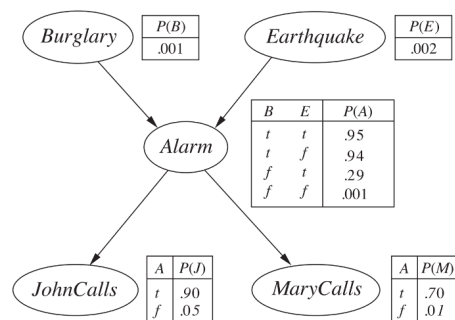 Burglary
P(B)
.001
Earthquake
P(E)
.002
B E P(A)
t t .95
t f .94
f t .29
f f .001
Alarm
JohnCalls
A P(J)
t .90
f .05
MaryCalls
A P(M)
t .70
f .01